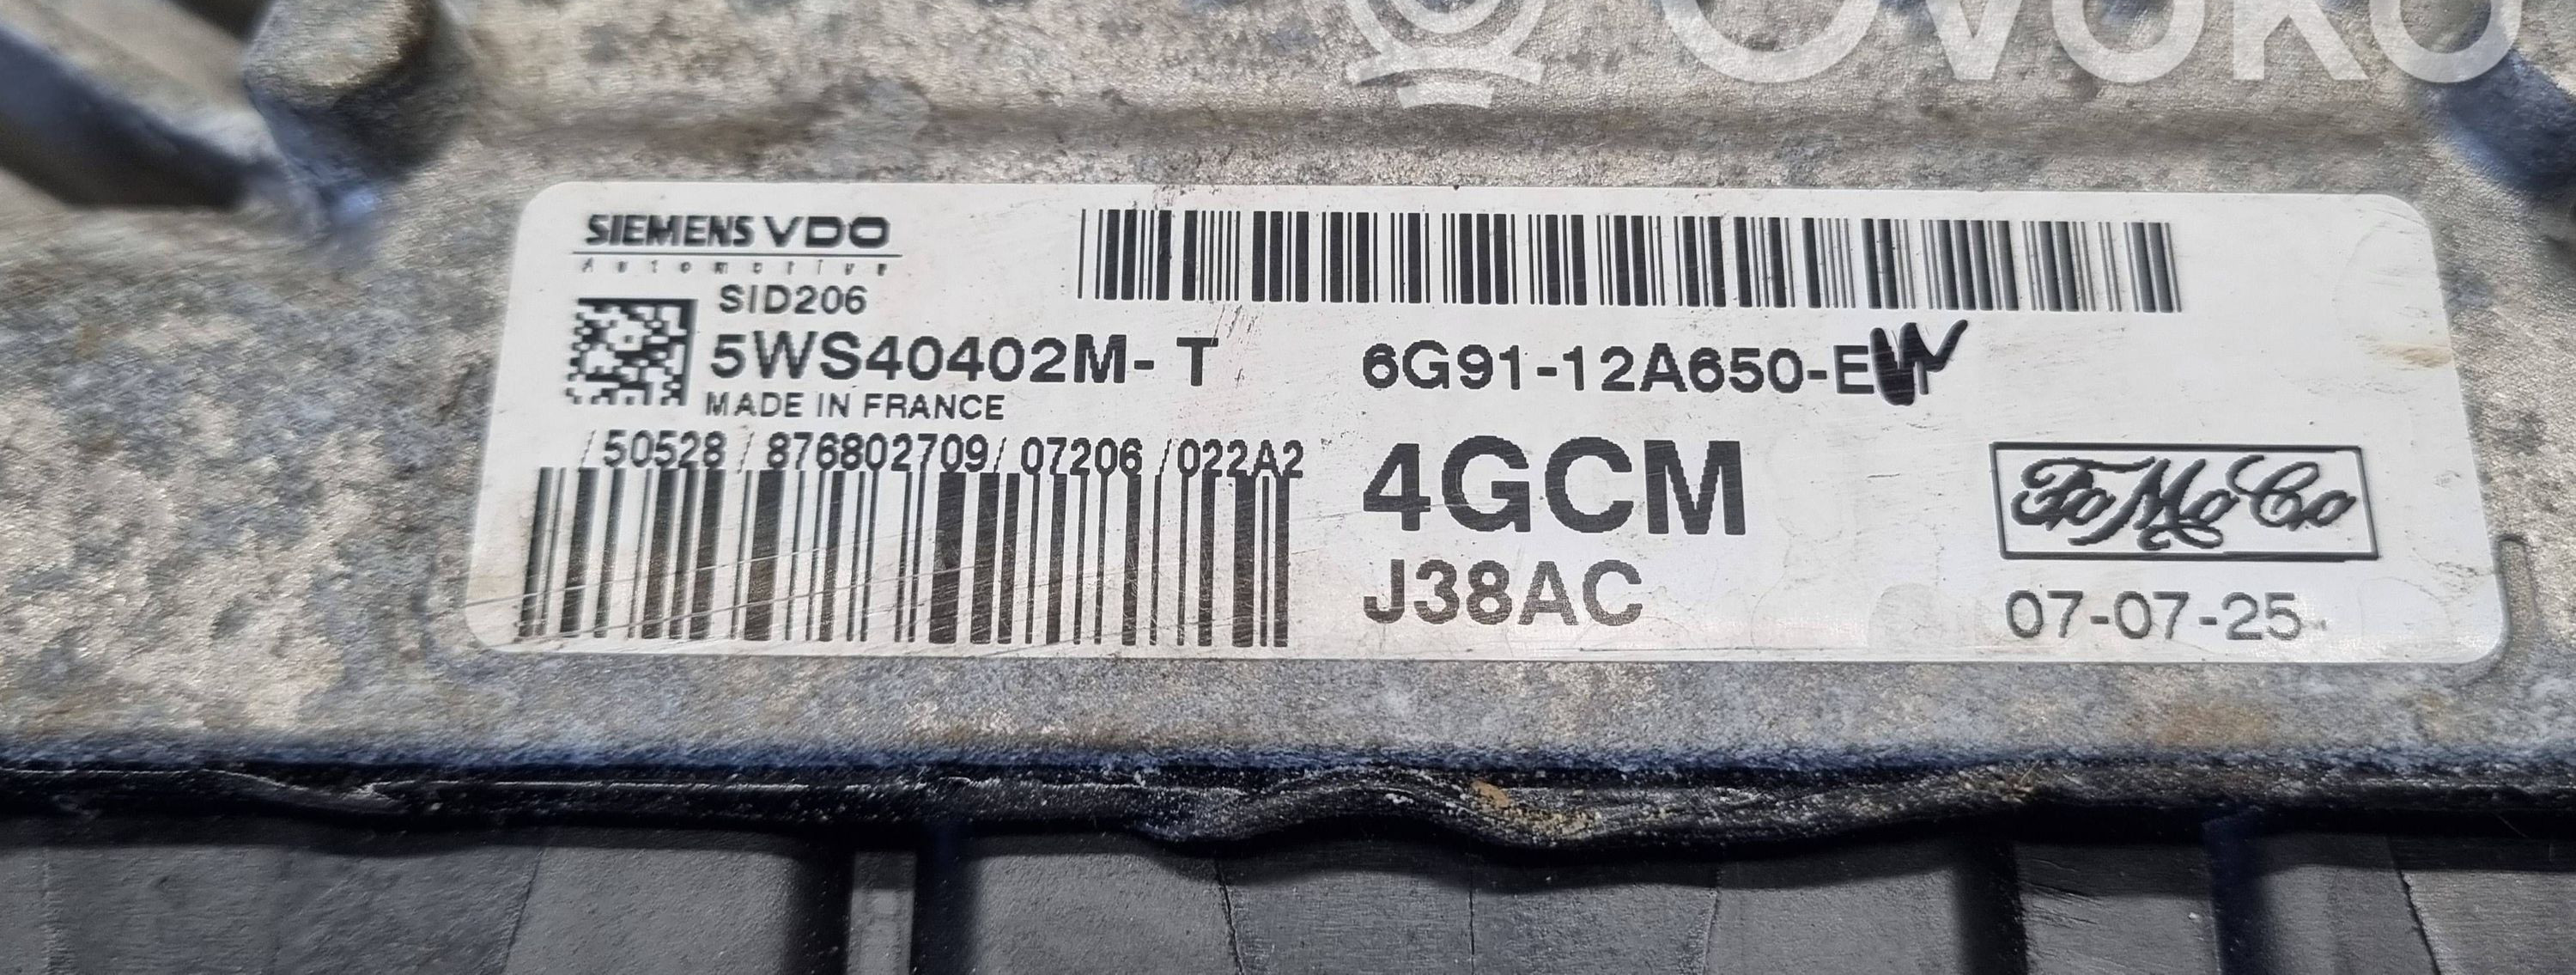 OVOKO
SIEMENS VDO
Automotive
SID206
5WS40402M- T
MADE IN FRANCE
/50528 / 876802709/ 07206 /022A2
6G91-12A650-EW
4GCM
J38AC
FoMoCo
07-07-25